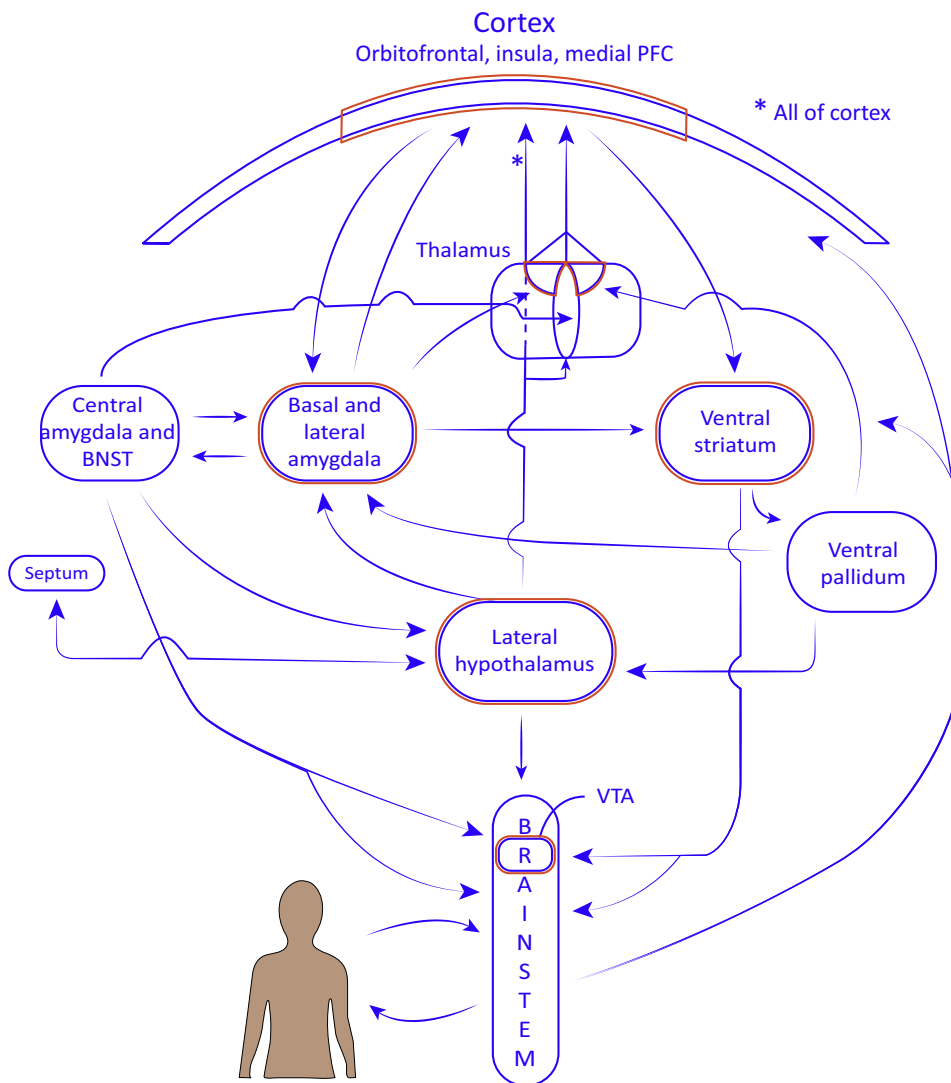 Cortex
Orbitofrontal, insula, medial PFC
* All of cortex
*
Thalamus
Central
amygdala and
BNST
Basal and
lateral
amygdala
Ventral
striatum
Ventral
pallidum
Septum
Lateral
hypothalamus
VTA
B
R
A
I
N
S
T
E
M